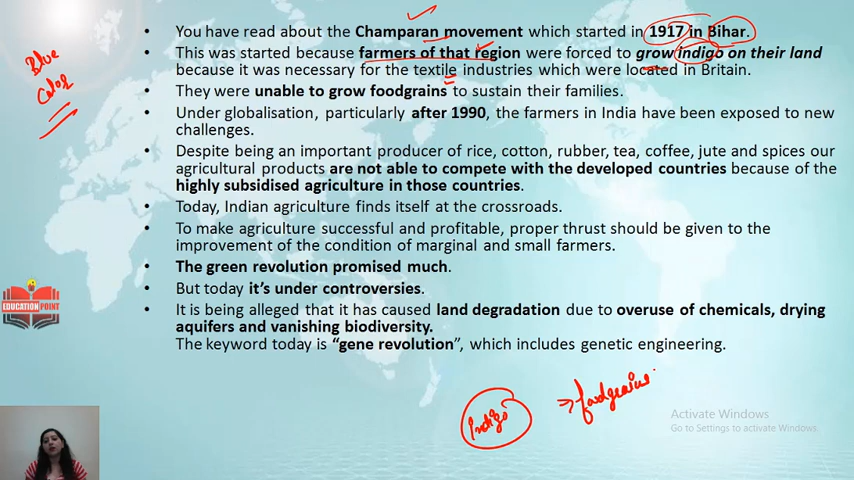 You have read about the Champaran movement which started in 1917 in Bihar.
This was started because farmers of that region were forced to grow indigo on their land
because it was necessary for the textile industries which were located in Britain.
They were unable to grow foodgrains to sustain their families.
Under globalisation, particularly after 1990, the farmers in India have been exposed to new
challenges.
Despite being an important producer of rice, cotton, rubber, tea, coffee, jute and spices our
agricultural products are not able to compete with the developed countries because of the
highly subsidised agriculture in those countries.
Today, Indian agriculture finds itself at the crossroads.
To make agriculture successful and profitable, proper thrust should be given to the
improvement of the condition of marginal and small farmers.
The green revolution promised much.
But today it's under controversies.
It is being alleged that it has caused land degradation due to overuse of chemicals, drying
aquifers and vanishing biodiversity.
The keyword today is “gene revolution”, which includes genetic engineering.
Blue
Color
EDUCATION POINT
Indigo
=> foodgrains
Activate Windows
Go to Settings to activate Windows.